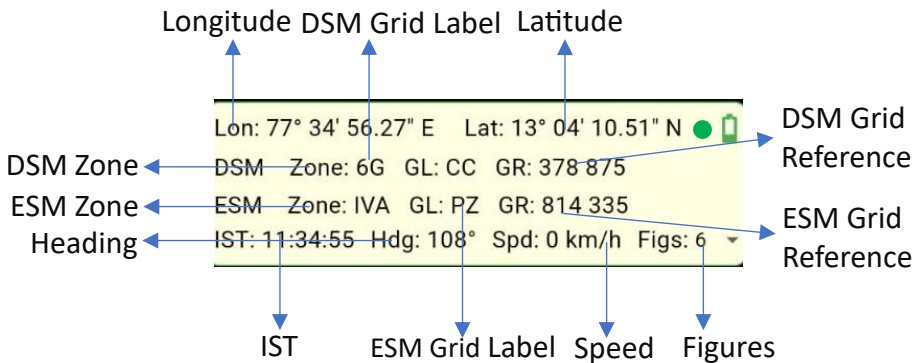 Longitude DSM Grid Label Latitude
Lon: 77° 34' 56.27" E Lat: 13° 04' 10.51" N
DSM Grid
Reference
DSM Zone
DSM Zone: 6G GL: CC GR: 378 875
ESM Zone
ESM Zone: IVA GL: PZ GR: 814 335
ESM Grid
Reference
Heading
IST: 11:34:55 Hdg: 108° Spd: 0 km/h Figs: 6
IST ESM Grid Label Speed Figures